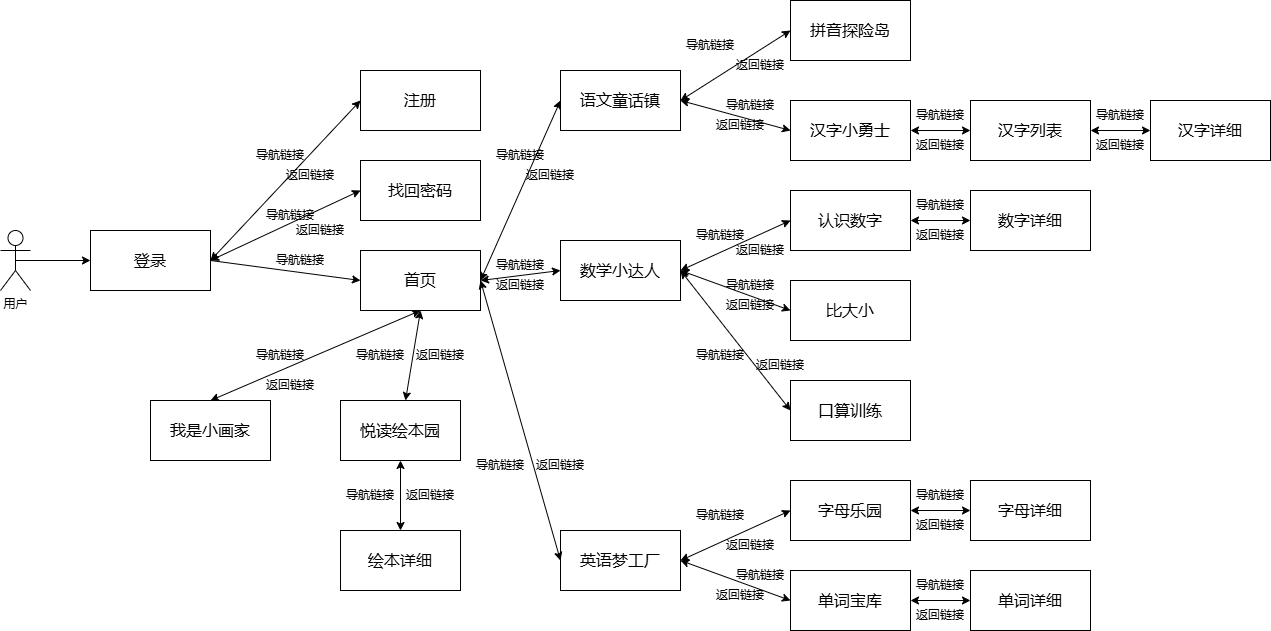 拼音探险岛
导航链接
返回链接
注册
语文童话镇
导航链接
返回链接
汉字小勇士
导航链接
返回链接
汉字列表
导航链接
返回链接
汉字详细
导航链接
返回链接
导航链接
返回链接
找回密码
导航链接
返回链接
认识数字
导航链接
返回链接
数字详细
用户
登录
导航链接
首页
导航链接
返回链接
数学小达人
导航链接
返回链接
导航链接
返回链接
比大小
导航链接
返回链接
口算训练
导航链接
返回链接
导航链接
返回链接
我是小画家
悦读绘本园
导航链接
返回链接
绘本详细
导航链接
返回链接
英语梦工厂
导航链接
返回链接
字母乐园
导航链接
返回链接
字母详细
导航链接
返回链接
单词宝库
导航链接
返回链接
单词详细